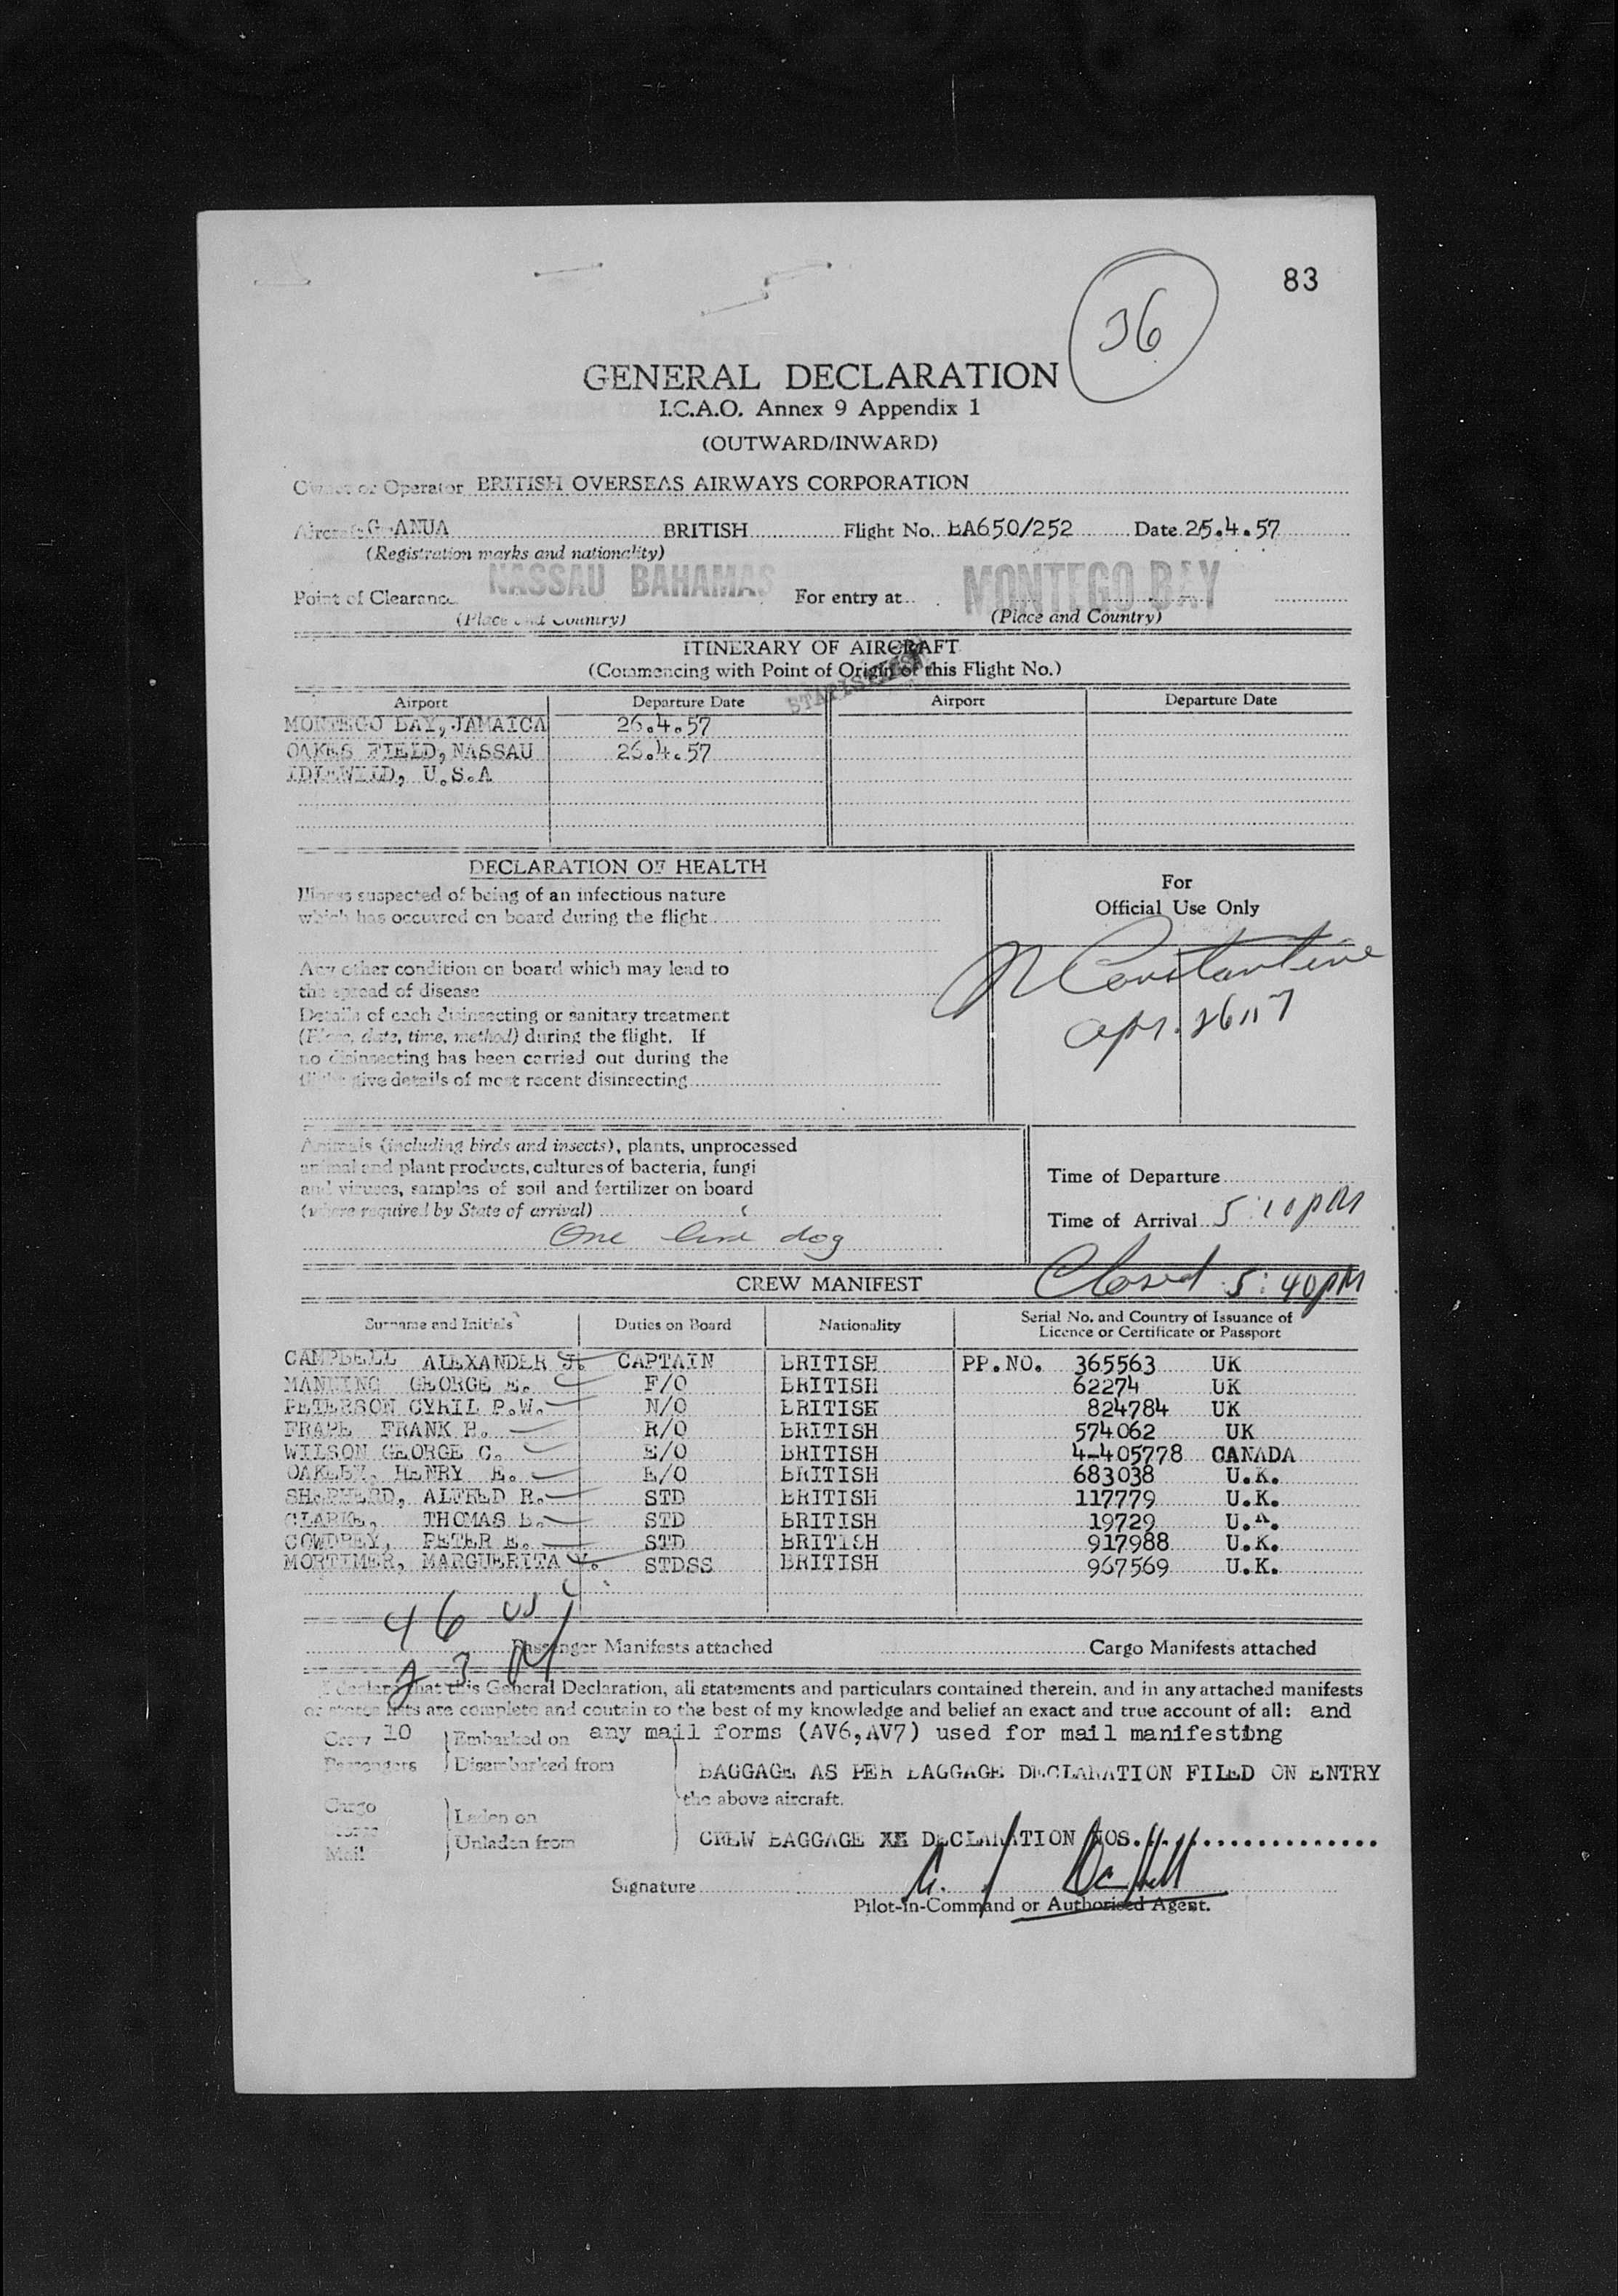 83
36
GENERAL DECLARATION
I.C.A.O. Annex 9 Appendix 1
(OUTWARD/INWARD)
Owner or Operator BRITISH OVERSEAS AIRWAYS CORPORATION
Aircraft G-ANUA BRITISH Flight No. BA650/252 Date 25.4.57
(Registration marks and nationality)
NASSAU BAHAMAS MONTEGO BAY
Point of Clearance For entry at
(Place and Country) (Place and Country)
ITINERARY OF AIRCRAFT
(Commencing with Point of Origin of this Flight No.)
Airport Departure Date Airport Departure Date
MONTEGO BAY, JAMAICA 26.4.57
OAKES FIELD, NASSAU 26.4.57
IDLEWILD, U.S.A
DECLARATION OF HEALTH
Illness suspected of being of an infectious nature
which has occurred on board during the flight
For
Official Use Only
Any other condition on board which may lead to
the spread of disease
N Constantine
Details of each disinsecting or sanitary treatment
(Place, date, time, method) during the flight. If
no disinsecting has been carried out during the
flight give details of most recent disinsecting
Apr. 26
Animals (including birds and insects), plants, unprocessed
animal and plant products, cultures of bacteria, fungi
and viruses, samples of soil and fertilizer on board
(where required by State of arrival)
One live dog
Time of Departure
Time of Arrival 5:10 PM
Closed 5:40 PM
CREW MANIFEST
Surname and Initials Duties on Board Nationality Serial No. and Country of Issuance of
Licence or Certificate or Passport
CAMPBELL ALEXANDER J. CAPTAIN BRITISH PP.NO. 365563 UK
MANNING GEORGE E. F/O BRITISH 62274 UK
PETERSON CYRIL P.W. N/O BRITISH 824784 UK
FRAPE FRANK H. R/O BRITISH 574062 UK
WILSON GEORGE C. E/O BRITISH 4-405778 CANADA
OAKLEY, HENRY E. E/O BRITISH 683038 U.K.
SHEPHERD, ALFRED R. STD BRITISH 117779 U.K.
CLARKE, THOMAS STD BRITISH 19729 U.K.
COWDREY, PETER E. STD BRITISH 917988 U.K.
MORTIMER, MARGUERITA STDSS BRITISH 967569 U.K.
46 US
Passenger Manifests attached Cargo Manifests attached
I declare that this General Declaration, all statements and particulars contained therein, and in any attached manifests
or stores lists are complete and contain to the best of my knowledge and belief an exact and true account of all: and
Crew 10 Embarked on any mail forms (AV6,AV7) used for mail manifesting
Passengers Disembarked from
BAGGAGE AS PER BAGGAGE DECLARATION FILED ON ENTRY
the above aircraft.
Cargo Laden on
Stores
Mail Unladen from
CREW BAGGAGE XX DECLARATION NOS.
Signature
Pilot-in-Command or Authorised Agent.